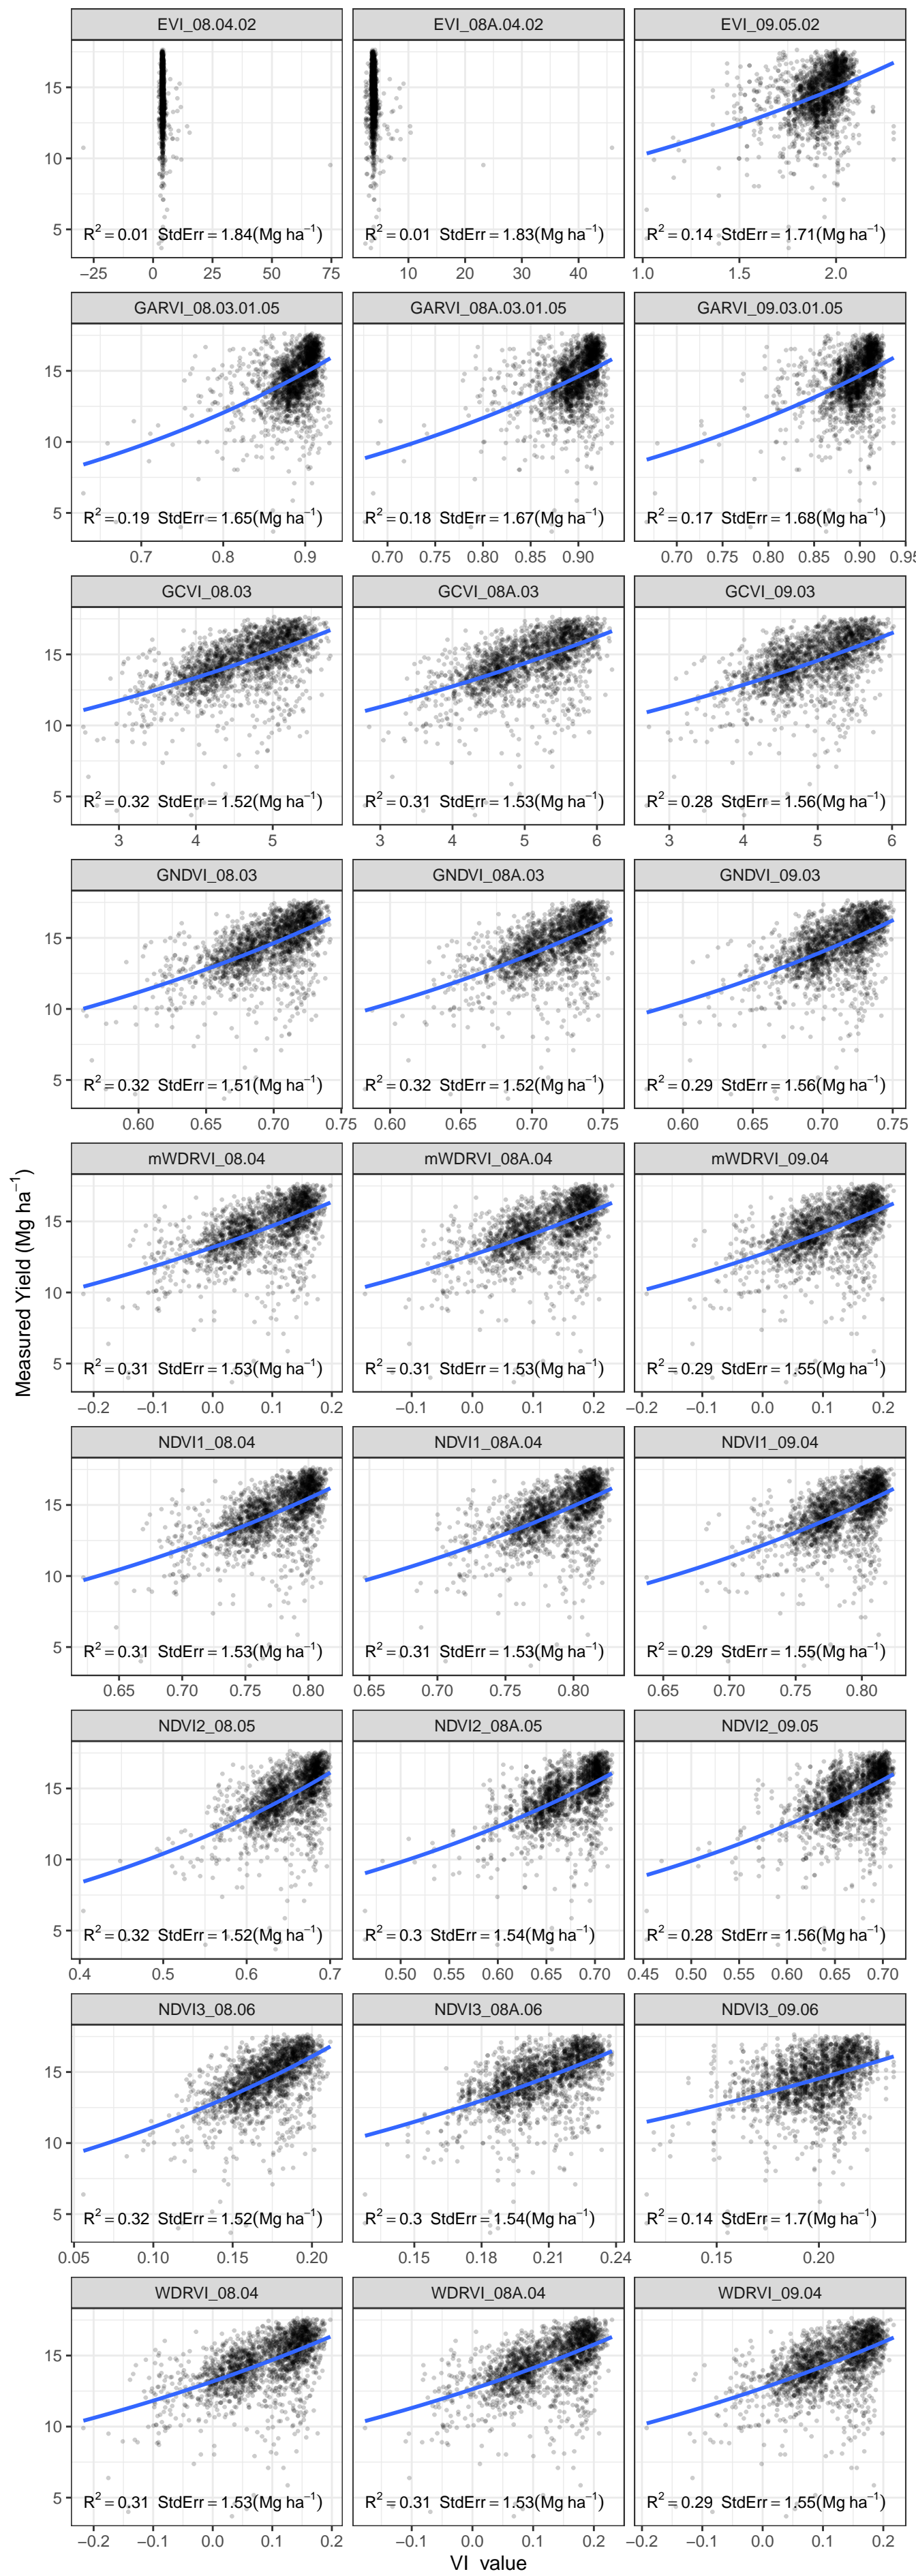 EVI_08.04.02 EVI_08A.04.02 EVI_09.05.02
15
10
5
R² = 0.01 StdErr = 1.84(Mg ha⁻¹) R² = 0.01 StdErr = 1.83(Mg ha⁻¹) R² = 0.14 StdErr = 1.71(Mg ha⁻¹)
−25 0 25 50 75 10 20 30 40 1.0 1.5 2.0
GARVI_08.03.01.05 GARVI_08A.03.01.05 GARVI_09.03.01.05
15
10
5
R² = 0.19 StdErr = 1.65(Mg ha⁻¹) R² = 0.18 StdErr = 1.67(Mg ha⁻¹) R² = 0.17 StdErr = 1.68(Mg ha⁻¹)
0.7 0.8 0.9 0.70 0.75 0.80 0.85 0.90 0.70 0.75 0.80 0.85 0.90 0.95
GCVI_08.03 GCVI_08A.03 GCVI_09.03
15
10
5
R² = 0.32 StdErr = 1.52(Mg ha⁻¹) R² = 0.31 StdErr = 1.53(Mg ha⁻¹) R² = 0.28 StdErr = 1.56(Mg ha⁻¹)
3 4 5 3 4 5 6 3 4 5 6
GNDVI_08.03 GNDVI_08A.03 GNDVI_09.03
15
10
5
R² = 0.32 StdErr = 1.51(Mg ha⁻¹) R² = 0.32 StdErr = 1.52(Mg ha⁻¹) R² = 0.29 StdErr = 1.56(Mg ha⁻¹)
0.60 0.65 0.70 0.75 0.60 0.65 0.70 0.75 0.60 0.65 0.70 0.75
mWDRVI_08.04 mWDRVI_08A.04 mWDRVI_09.04
15
10
5
Measured Yield (Mg ha⁻¹)
R² = 0.31 StdErr = 1.53(Mg ha⁻¹) R² = 0.31 StdErr = 1.53(Mg ha⁻¹) R² = 0.29 StdErr = 1.55(Mg ha⁻¹)
−0.2 −0.1 0.0 0.1 0.2 −0.1 0.0 0.1 0.2 −0.2 −0.1 0.0 0.1 0.2
NDVI1_08.04 NDVI1_08A.04 NDVI1_09.04
15
10
5
R² = 0.31 StdErr = 1.53(Mg ha⁻¹) R² = 0.31 StdErr = 1.53(Mg ha⁻¹) R² = 0.29 StdErr = 1.55(Mg ha⁻¹)
0.65 0.70 0.75 0.80 0.65 0.70 0.75 0.80 0.65 0.70 0.75 0.80
NDVI2_08.05 NDVI2_08A.05 NDVI2_09.05
15
10
5
R² = 0.32 StdErr = 1.52(Mg ha⁻¹) R² = 0.3 StdErr = 1.54(Mg ha⁻¹) R² = 0.28 StdErr = 1.56(Mg ha⁻¹)
0.4 0.5 0.6 0.7 0.50 0.55 0.60 0.65 0.70 0.45 0.50 0.55 0.60 0.65 0.70
NDVI3_08.06 NDVI3_08A.06 NDVI3_09.06
15
10
5
R² = 0.32 StdErr = 1.52(Mg ha⁻¹) R² = 0.3 StdErr = 1.54(Mg ha⁻¹) R² = 0.14 StdErr = 1.7(Mg ha⁻¹)
0.05 0.10 0.15 0.20 0.15 0.18 0.21 0.24 0.15 0.20
WDRVI_08.04 WDRVI_08A.04 WDRVI_09.04
15
10
5
R² = 0.31 StdErr = 1.53(Mg ha⁻¹) R² = 0.31 StdErr = 1.53(Mg ha⁻¹) R² = 0.29 StdErr = 1.55(Mg ha⁻¹)
−0.2 −0.1 0.0 0.1 0.2 −0.1 0.0 0.1 0.2 −0.2 −0.1 0.0 0.1 0.2
VI value